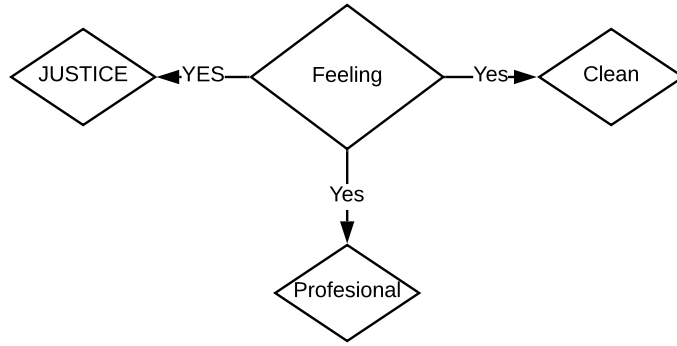 JUSTICE
YES
Feeling
Yes
Clean
Yes
Profesional